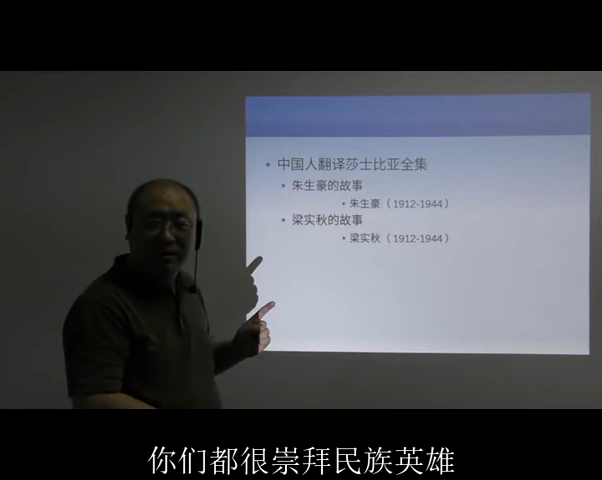 中国人翻译莎士比亚全集
朱生豪的故事
朱生豪（1912-1944）
梁实秋的故事
梁实秋（1912-1944）
你们都很崇拜民族英雄